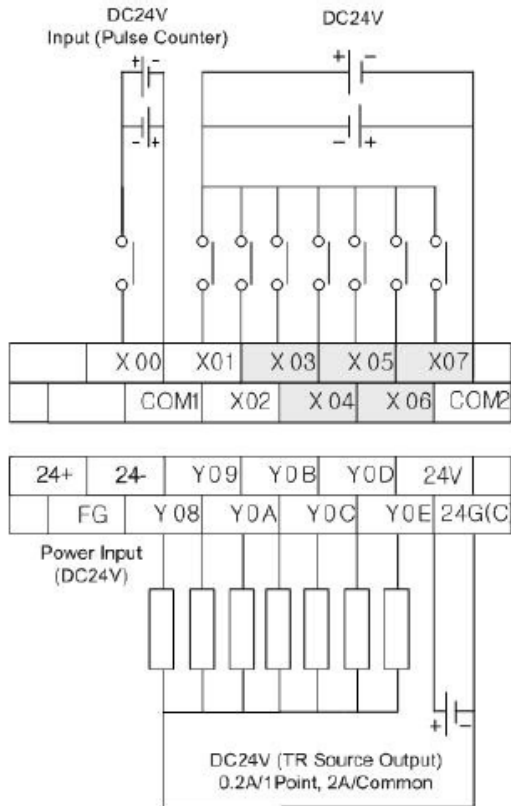 DC24V
Input (Pulse Counter)
DC24V
+ -
- +
+ -
- +
X 00 X01 X 03 X 05 X07
COM1 X02 X 04 X 06 COM2
24+ 24- Y09 Y0B Y0D 24V
FG Y 08 Y0A Y0C Y0E 24G(C)
Power Input
(DC24V)
+ -
DC24V (TR Source Output)
0.2A/1Point, 2A/Common